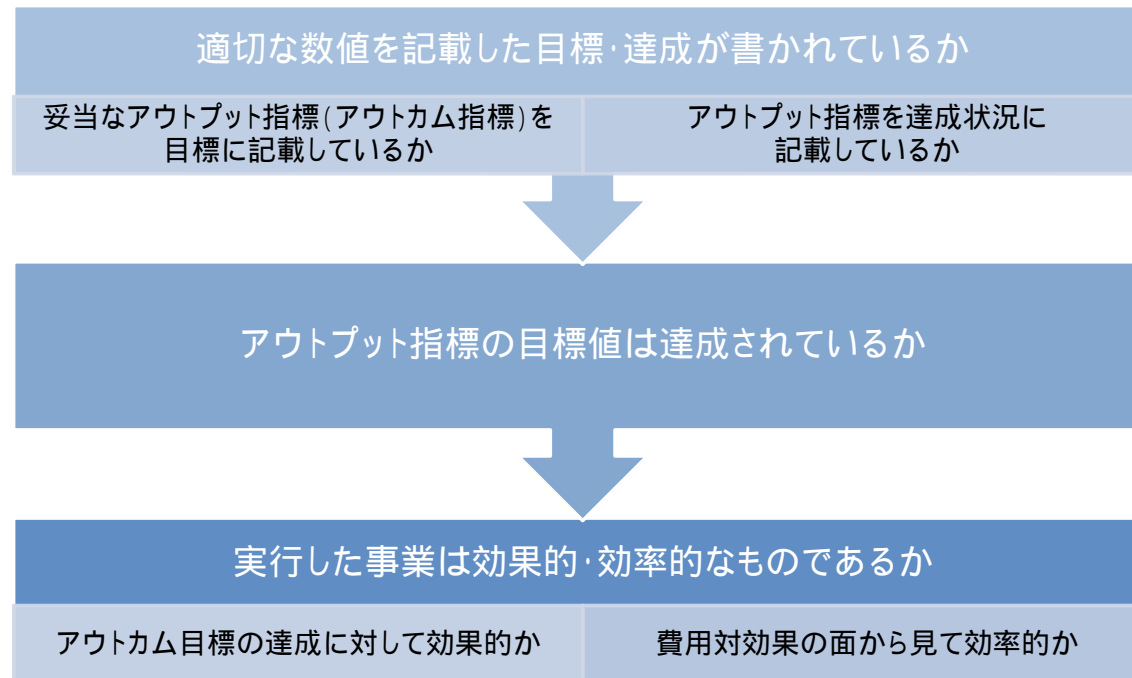 適切な数値を記載した目標・達成が書かれているか
妥当なアウトプット指標(アウトカム指標)を
目標に記載しているか
アウトプット指標を達成状況に
記載しているか
アウトプット指標の目標値は達成されているか
実行した事業は効果的・効率的なものであるか
アウトカム目標の達成に対して効果的か
費用対効果の面から見て効率的か